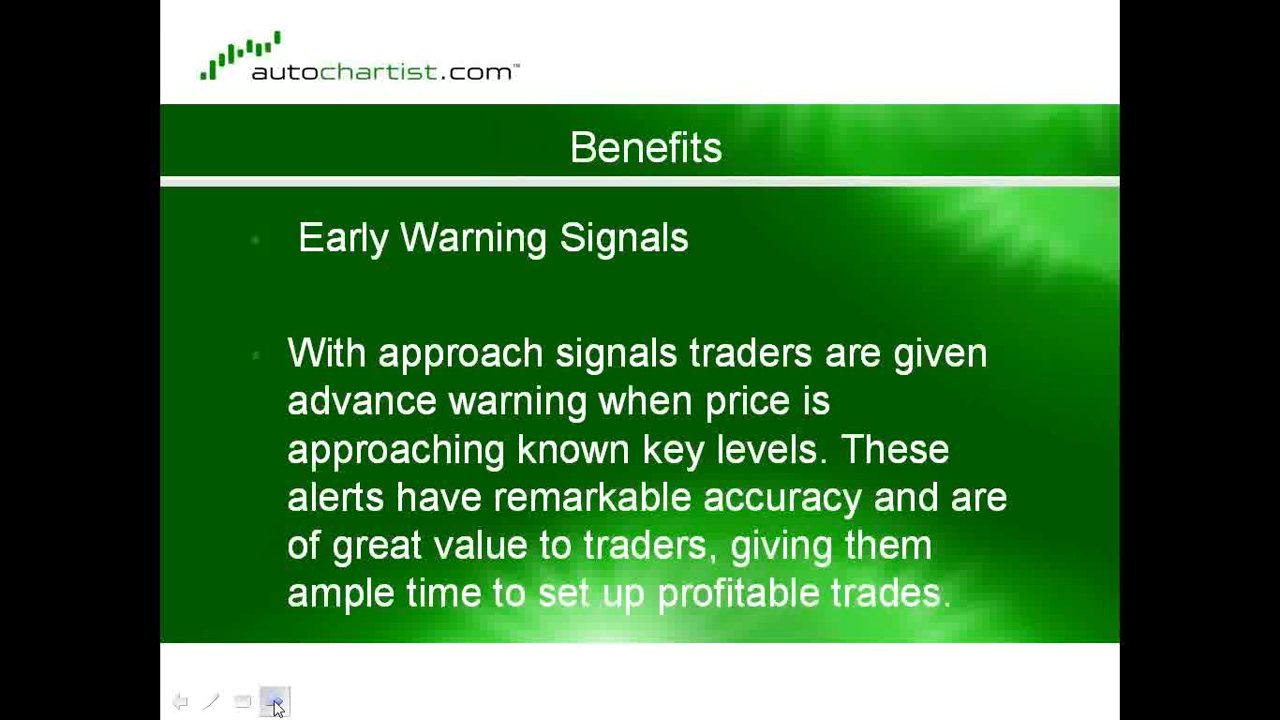 autochartist.com™
Benefits
Early Warning Signals
With approach signals traders are given
advance warning when price is
approaching known key levels. These
alerts have remarkable accuracy and are
of great value to traders, giving them
ample time to set up profitable trades.